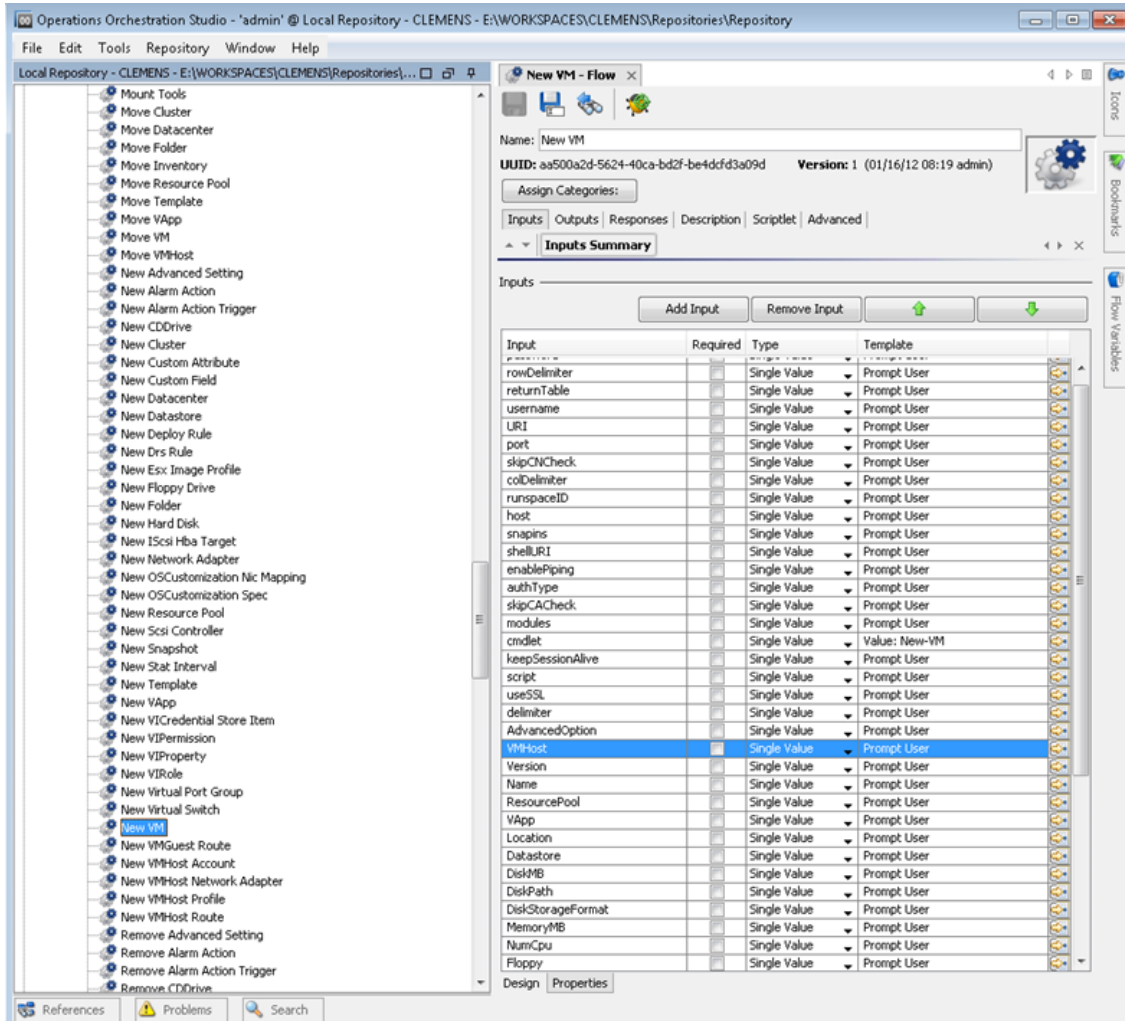 Operations Orchestration Studio - 'admin' @ Local Repository - CLEMENS - E:\WORKSPACES\CLEMENS\Repositories\Repository
File Edit Tools Repository Window Help
Local Repository - CLEMENS - E:\WORKSPACES\CLEMENS\Repositories\...
Mount Tools
Move Cluster
Move Datacenter
Move Folder
Move Inventory
Move Resource Pool
Move Template
Move VApp
Move VM
Move VMHost
New Advanced Setting
New Alarm Action
New Alarm Action Trigger
New CDDrive
New Cluster
New Custom Attribute
New Custom Field
New Datacenter
New Datastore
New Deploy Rule
New Drs Rule
New Esx Image Profile
New Floppy Drive
New Folder
New Hard Disk
New IScsi Hba Target
New Network Adapter
New OSCustomization Nic Mapping
New OSCustomization Spec
New Resource Pool
New Scsi Controller
New Snapshot
New Stat Interval
New Template
New VApp
New VICredential Store Item
New VIPermission
New VIProperty
New VIRole
New Virtual Port Group
New Virtual Switch
New VM
New VMGuest Route
New VMHost Account
New VMHost Network Adapter
New VMHost Profile
New VMHost Route
Remove Advanced Setting
Remove Alarm Action
Remove Alarm Action Trigger
Remove CDDrive
New VM - Flow
Name: New VM
UUID: aa500a2d-5624-40ca-bd2f-be4dcfd3a09d Version: 1 (01/16/12 08:19 admin)
Assign Categories:
Inputs Outputs Responses Description Scriptlet Advanced
Inputs Summary
Inputs
Add Input Remove Input
Input Required Type Template
rowDelimiter Single Value Prompt User
returnTable Single Value Prompt User
username Single Value Prompt User
URI Single Value Prompt User
port Single Value Prompt User
skipCNCheck Single Value Prompt User
colDelimiter Single Value Prompt User
runspaceID Single Value Prompt User
host Single Value Prompt User
snapins Single Value Prompt User
shellURI Single Value Prompt User
enablePiping Single Value Prompt User
authType Single Value Prompt User
skipCACheck Single Value Prompt User
modules Single Value Prompt User
cmdlet Single Value Value: New-VM
keepSessionAlive Single Value Prompt User
script Single Value Prompt User
useSSL Single Value Prompt User
delimiter Single Value Prompt User
AdvancedOption Single Value Prompt User
VMHost Single Value Prompt User
Version Single Value Prompt User
Name Single Value Prompt User
ResourcePool Single Value Prompt User
VApp Single Value Prompt User
Location Single Value Prompt User
Datastore Single Value Prompt User
DiskMB Single Value Prompt User
DiskPath Single Value Prompt User
DiskStorageFormat Single Value Prompt User
MemoryMB Single Value Prompt User
NumCpu Single Value Prompt User
Floppy Single Value Prompt User
Design Properties
Icons
Bookmarks
Flow Variables
References Problems Search